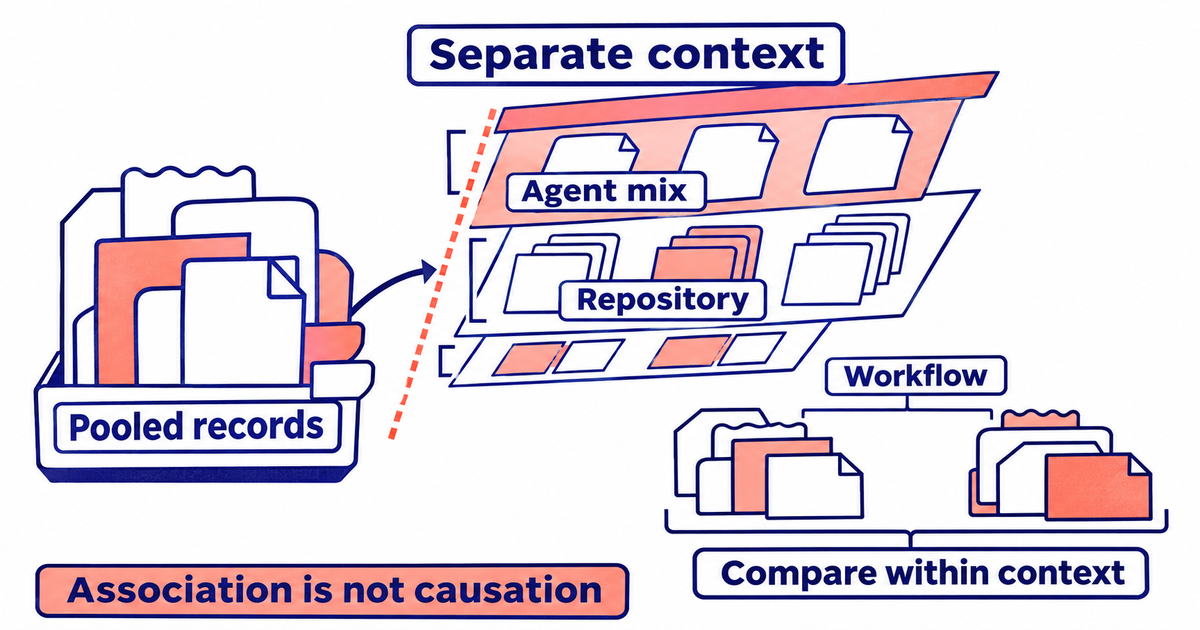 Separate context
Agent mix
Repository
Pooled records
Workflow
Compare within context
Association is not causation